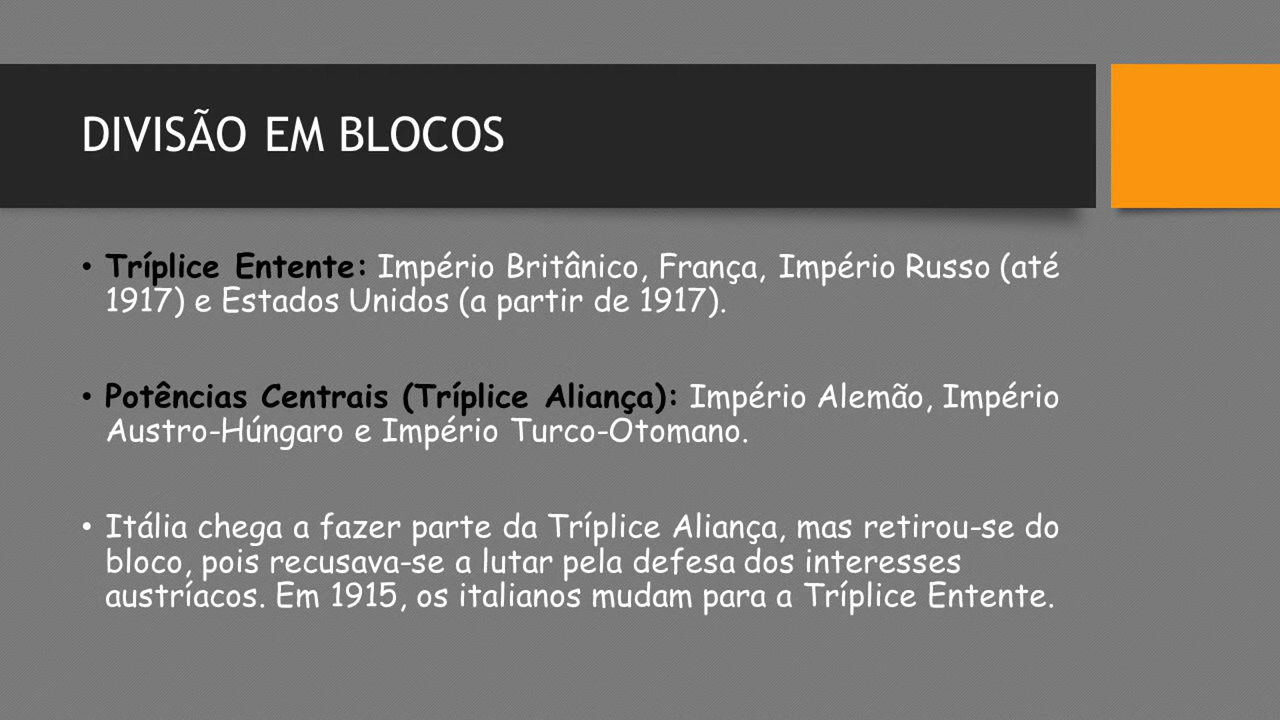 DIVISÃO EM BLOCOS
• Tríplice Entente: Império Britânico, França, Império Russo (até
1917) e Estados Unidos (a partir de 1917).
• Potências Centrais (Tríplice Aliança): Império Alemão, Império
Austro-Húngaro e Império Turco-Otomano.
• Itália chega a fazer parte da Tríplice Aliança, mas retirou-se do
bloco, pois recusava-se a lutar pela defesa dos interesses
austríacos. Em 1915, os italianos mudam para a Tríplice Entente.